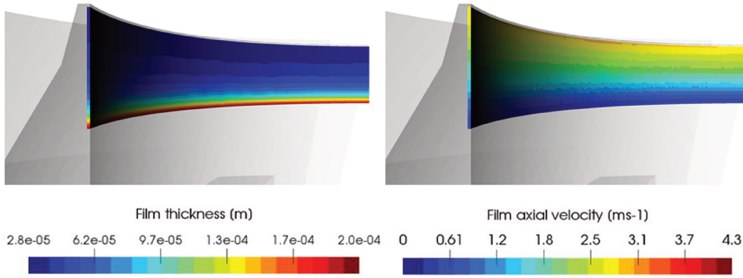 Film thickness [m]
2.8e-05 6.2e-05 9.7e-05 1.3e-04 1.7e-04 2.0e-04
Film axial velocity [ms-1]
0 0.61 1.2 1.8 2.5 3.1 3.7 4.3